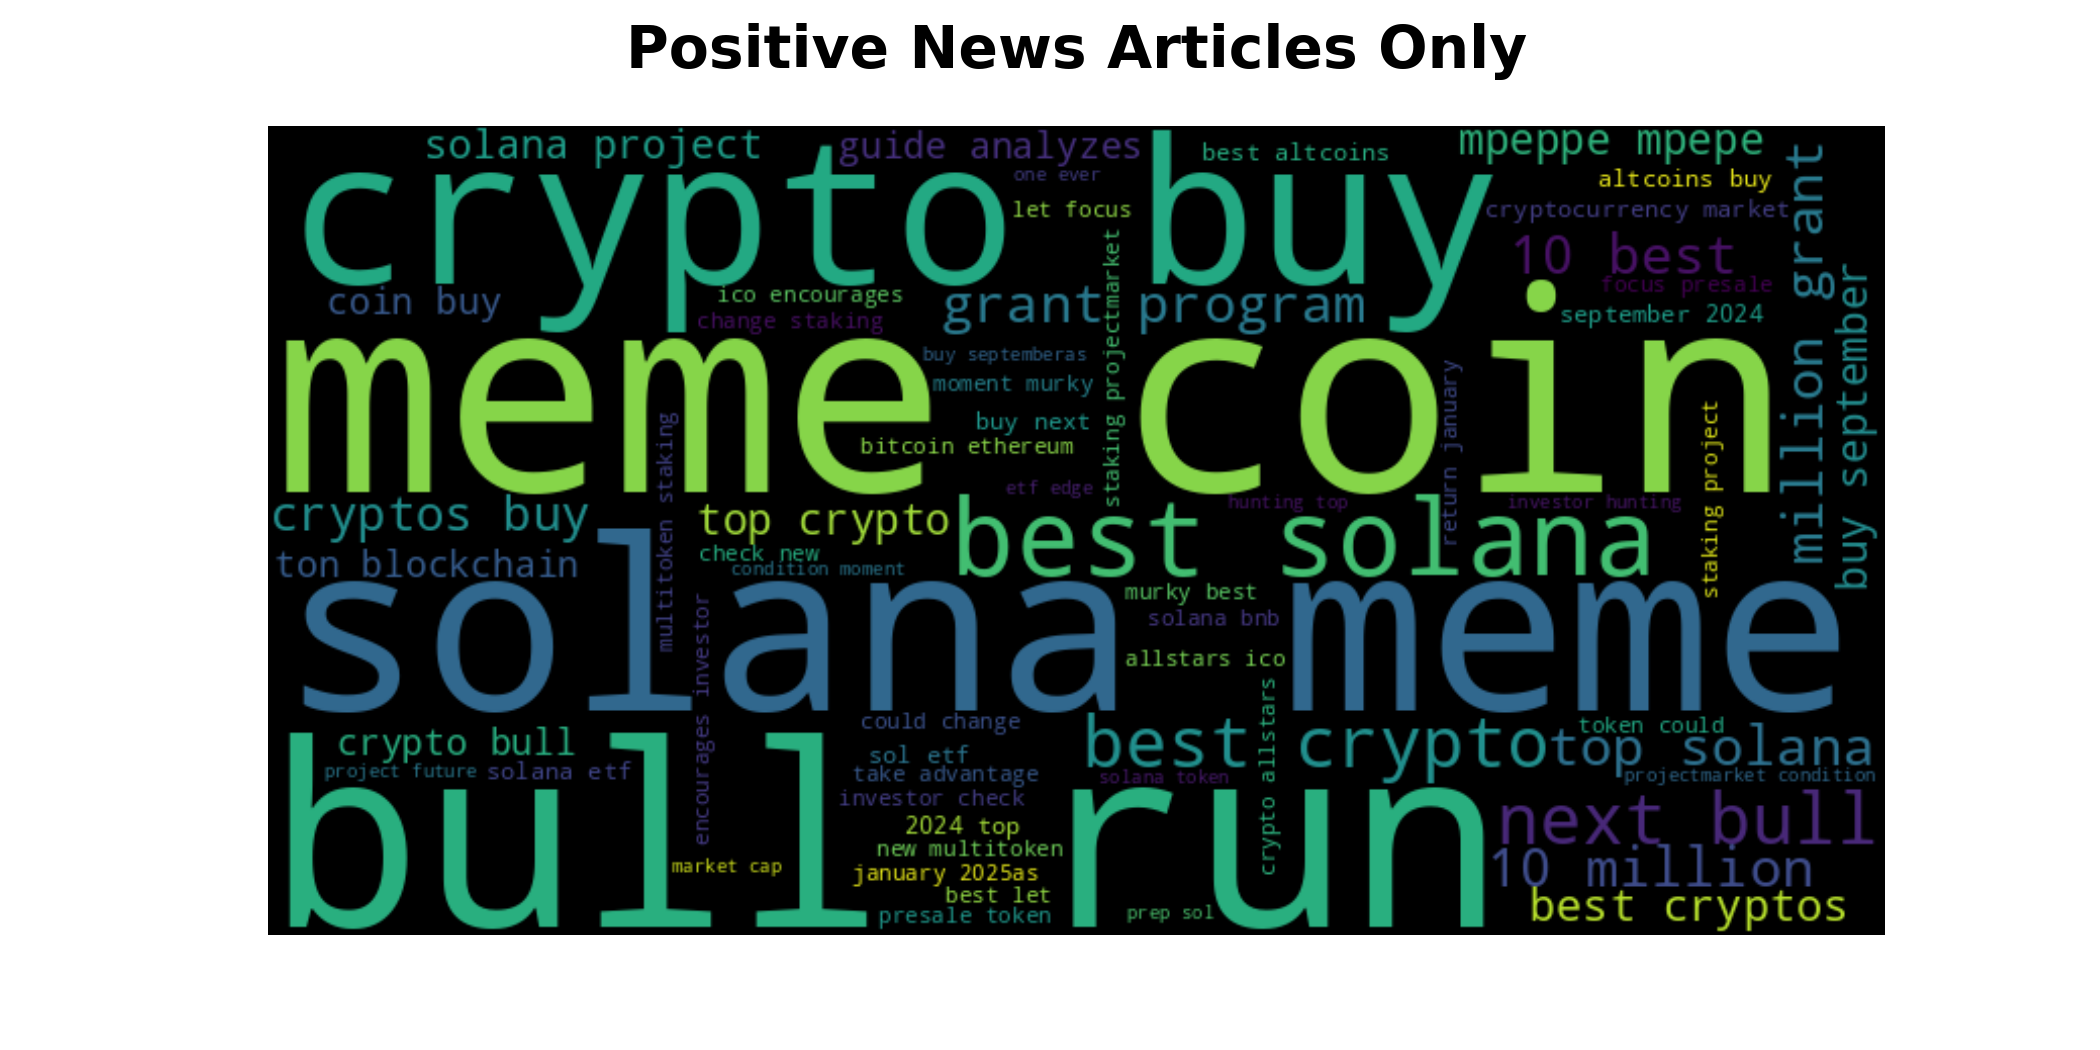 Positive News Articles Only
solana project
guide analyzes
best altcoins
mpeppe mpepe
one ever
altcoins buy
crypto buy
let focus
cryptocurrency market
million grant
10 best
focus presale
coin buy
ico encourages
grant program
september 2024
buy september
change staking
staking projectmarket
meme coin
buy septemberas
moment murky
buy next
bitcoin ethereum
return january
multitoken staking
etf edge
hunting top
investor hunting
staking project
cryptos buy
top crypto
best solana
ton blockchain
check new
condition moment
solana meme
murky best
solana bnb
encourages investor
allstars ico
crypto allstars
could change
best crypto
token could
top solana
crypto bull
sol etf
project future
solana etf
take advantage
solana token
projectmarket condition
investor check
bull run
next bull
2024 top
new multitoken
10 million
market cap
january 2025as
best let
best cryptos
presale token
prep sol